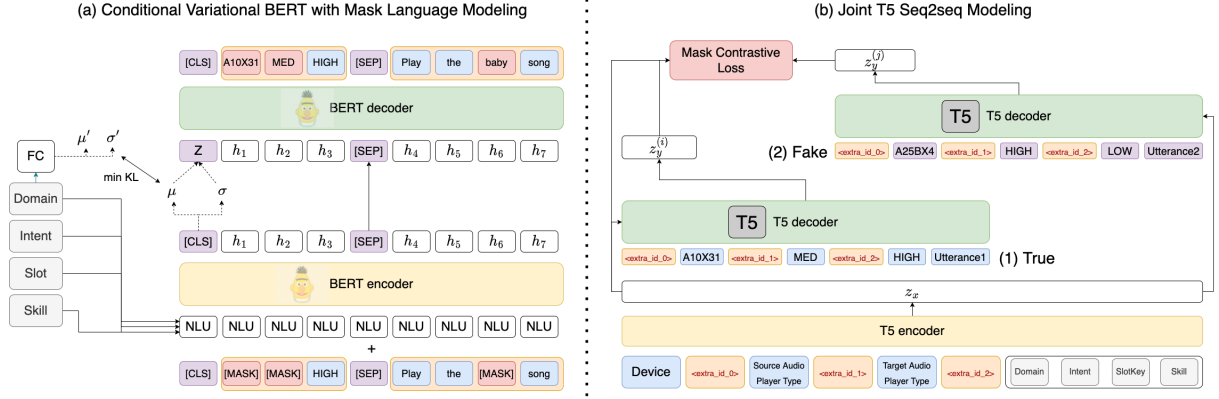 (a) Conditional Variational BERT with Mask Language Modeling
[CLS] A10X31 MED HIGH [SEP] Play the baby song
BERT decoder
μ′ σ′
FC
Z h₁ h₂ h₃ [SEP] h₄ h₅ h₆ h₇
min KL
μ σ
Domain
Intent
Slot
Skill
[CLS] h₁ h₂ h₃ [SEP] h₄ h₅ h₆ h₇
BERT encoder
NLU NLU NLU NLU NLU NLU NLU NLU NLU
+
[CLS] [MASK] [MASK] HIGH [SEP] Play the [MASK] song
(b) Joint T5 Seq2seq Modeling
Mask Contrastive
Loss
z_y^(j)
T5 T5 decoder
(2) Fake <extra_id_0> A25BX4 <extra_id_1> HIGH <extra_id_2> LOW Utterance2
z_y^(i)
T5 T5 decoder
<extra_id_0> A10X31 <extra_id_1> MED <extra_id_2> HIGH Utterance1 (1) True
z_x
T5 encoder
Device <extra_id_0> Source Audio
Player Type <extra_id_1> Target Audio
Player Type <extra_id_2> Domain Intent SlotKey Skill